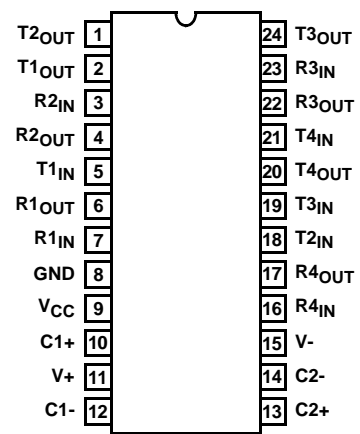 T2OUT 1 24 T3OUT
T1OUT 2 23 R3IN
R2IN 3 22 R3OUT
R2OUT 4 21 T4IN
T1IN 5 20 T4OUT
R1OUT 6 19 T3IN
R1IN 7 18 T2IN
GND 8 17 R4OUT
VCC 9 16 R4IN
C1+ 10 15 V-
V+ 11 14 C2-
C1- 12 13 C2+